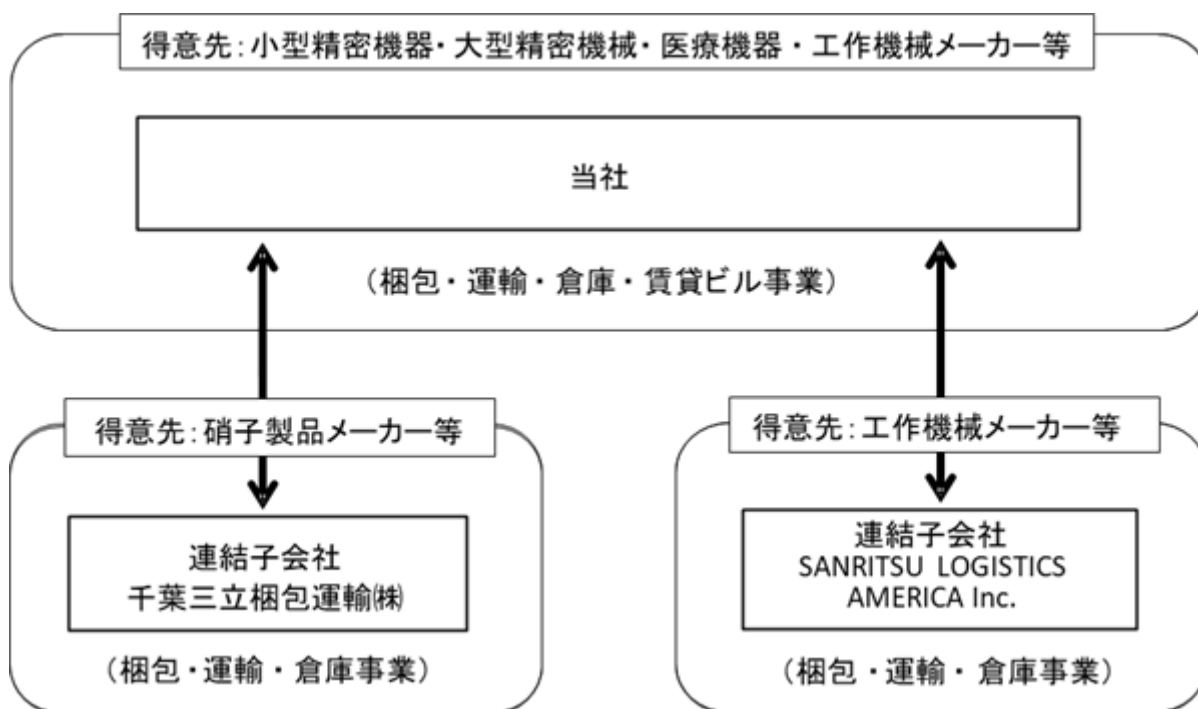 得意先：小型精密機器・大型精密機械・医療機器・工作機械メーカー等
当社
（梱包・運輸・倉庫・賃貸ビル事業）
得意先：硝子製品メーカー等
連結子会社
千葉三立梱包運輸㈱
（梱包・運輸・倉庫事業）
得意先：工作機械メーカー等
連結子会社
SANRITSU LOGISTICS
AMERICA Inc.
（梱包・運輸・倉庫事業）